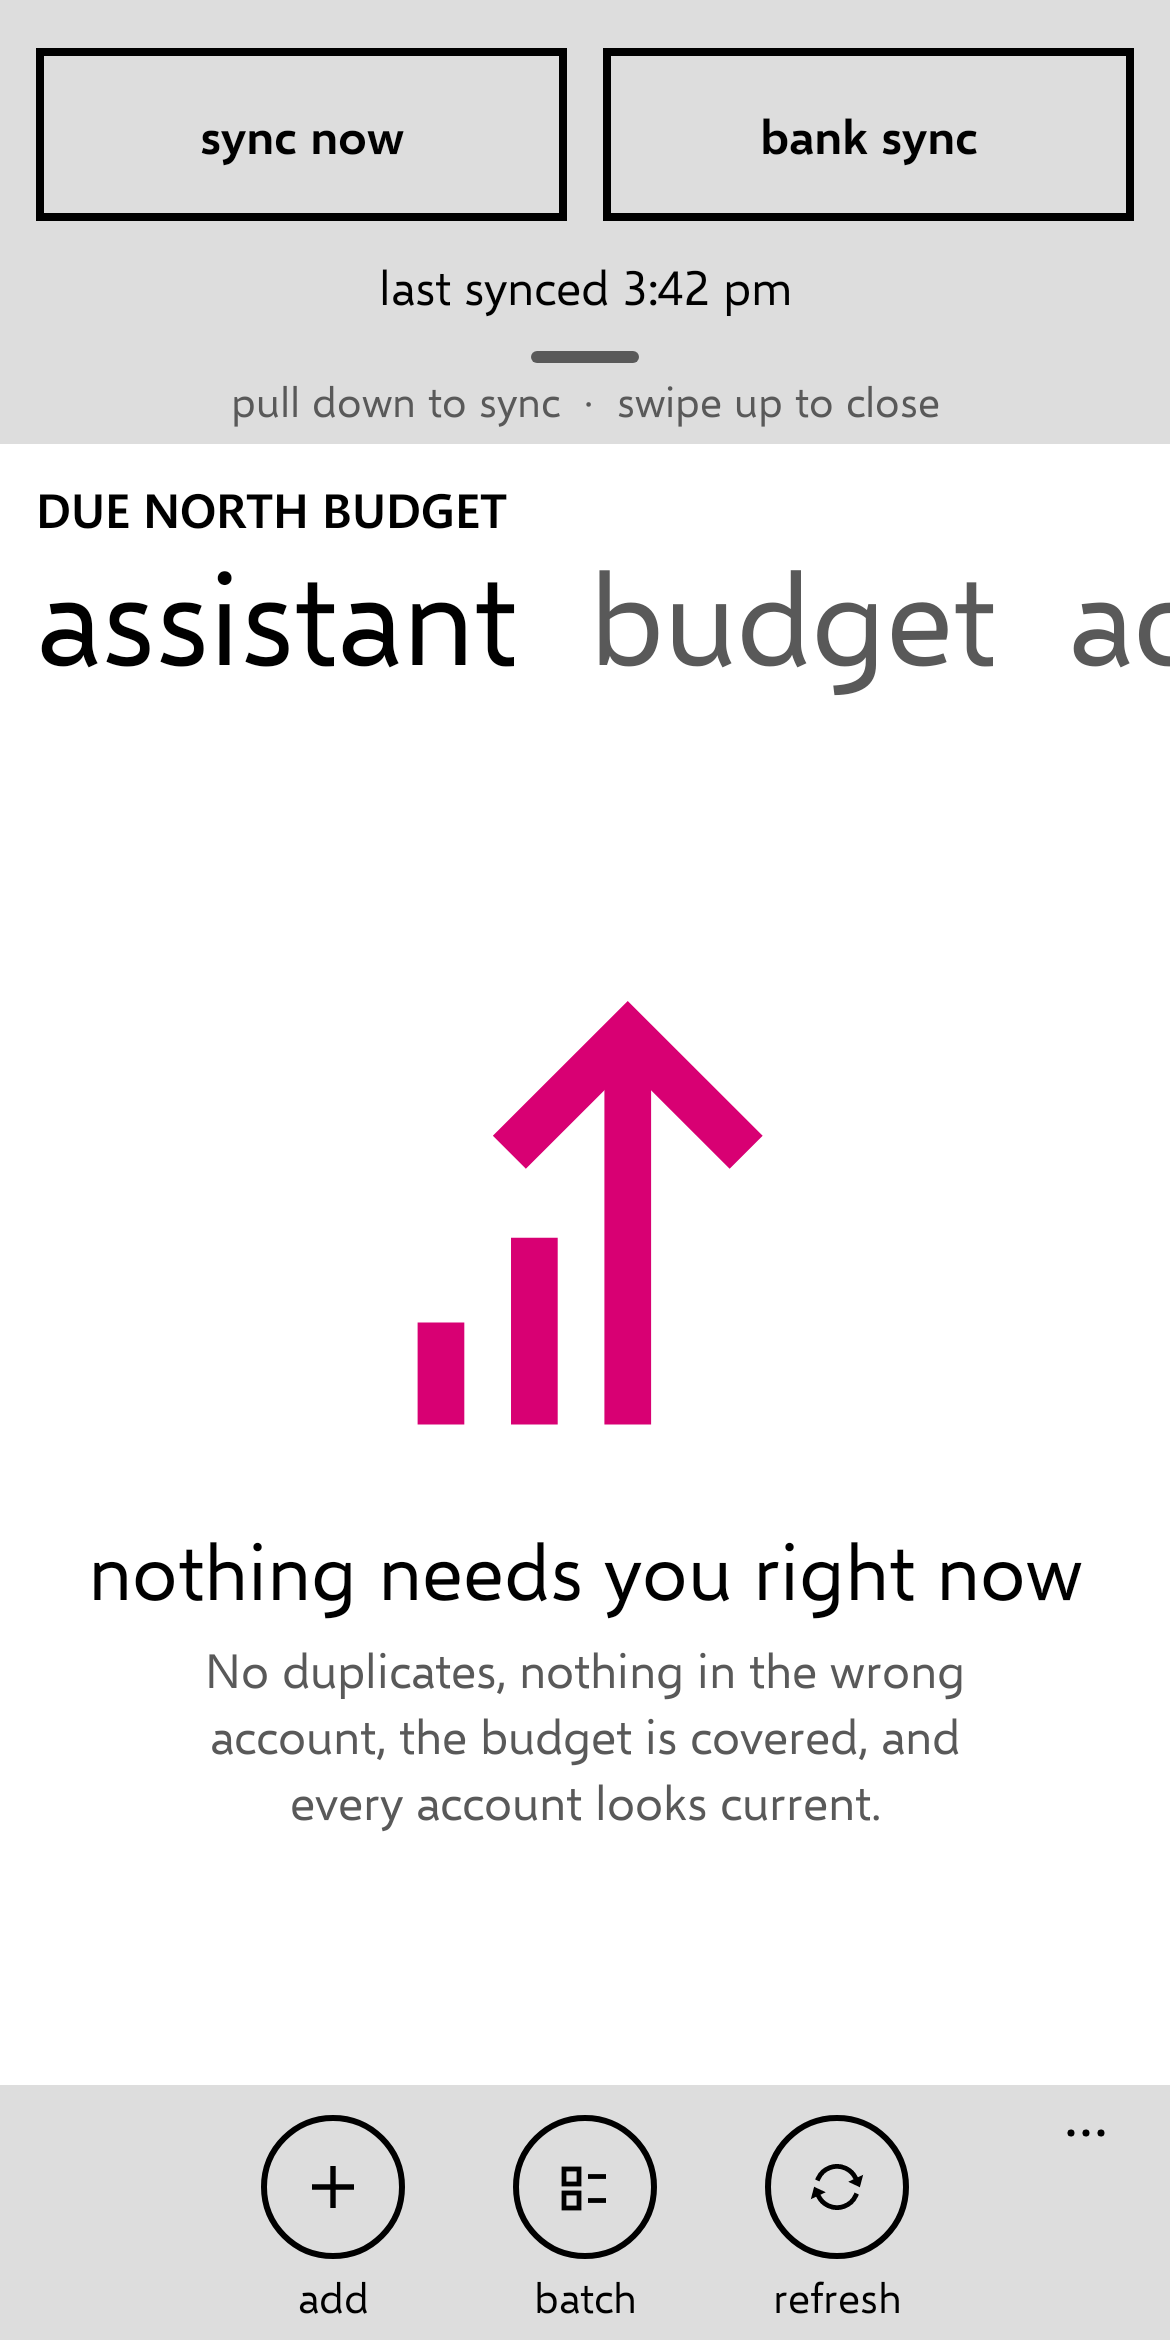 sync now
bank sync
last synced 3:42 pm
pull down to sync · swipe up to close
DUE NORTH BUDGET
assistant budget ac
nothing needs you right now
No duplicates, nothing in the wrong
account, the budget is covered, and
every account looks current.
...
add
batch
refresh